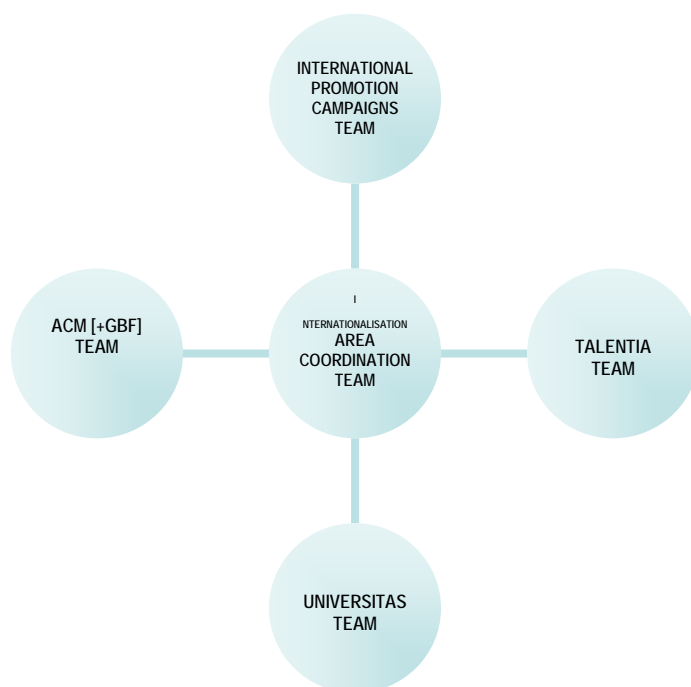 INTERNATIONAL
PROMOTION
CAMPAIGNS
TEAM
ACM [+GBF]
TEAM
I
NTERNATIONALISATION
AREA
COORDINATION
TEAM
TALENTIA
TEAM
UNIVERSITAS
TEAM